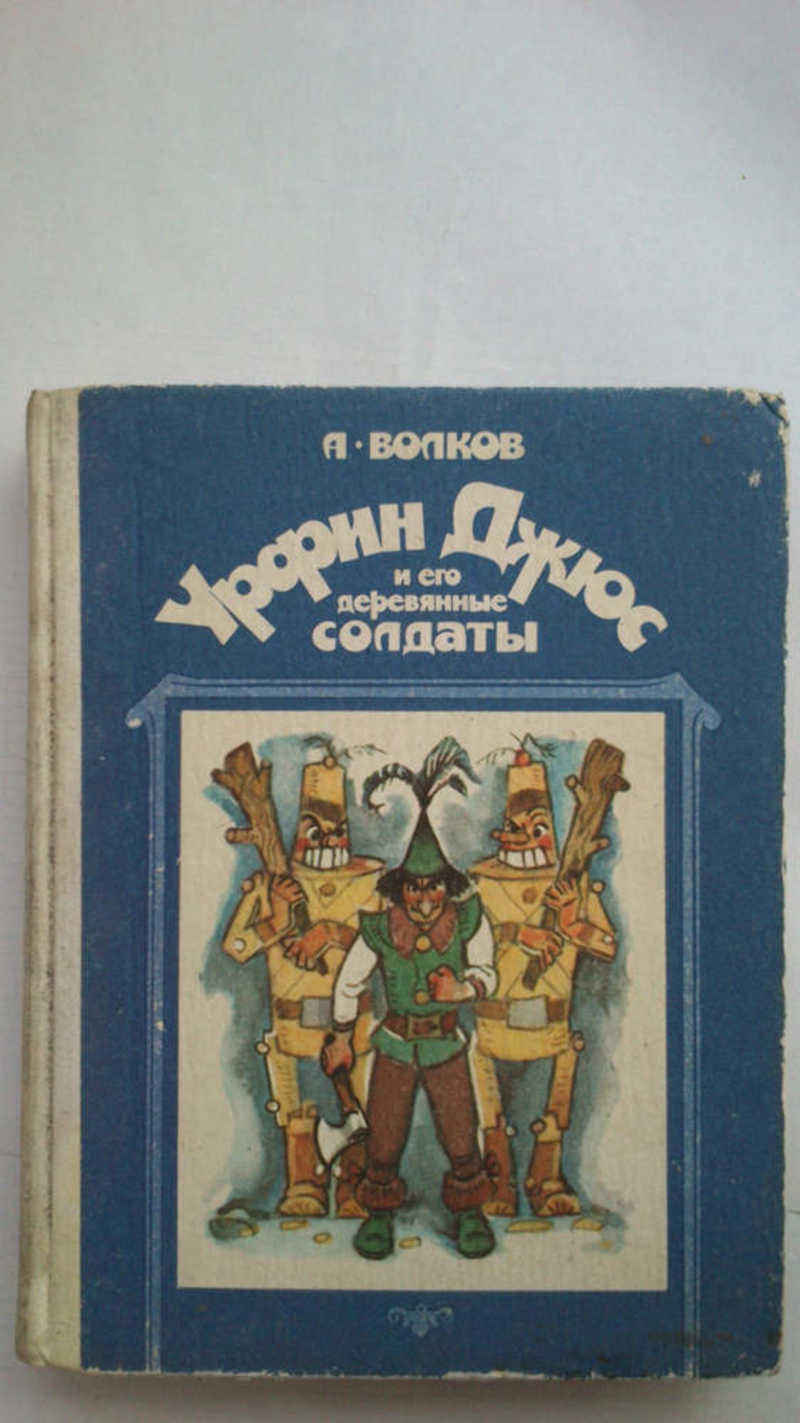 А·ВОЛКОВ
Урфин Джюс
и его
деревянные
солдаты